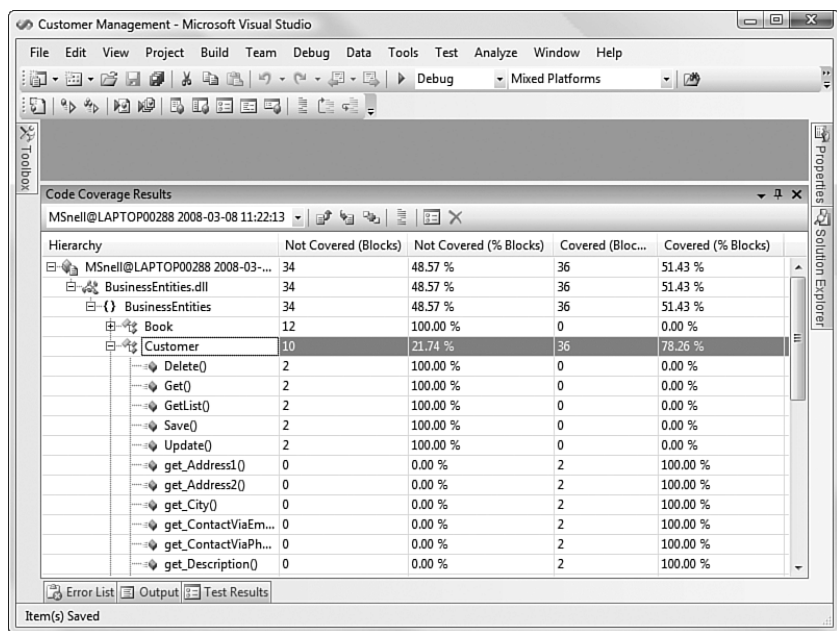 Customer Management - Microsoft Visual Studio
File Edit View Project Build Team Debug Data Tools Test Analyze Window Help
Debug Mixed Platforms
Toolbox
Properties
Solution Explorer
Code Coverage Results
MSnell@LAPTOP00288 2008-03-08 11:22:13
Hierarchy Not Covered (Blocks) Not Covered (% Blocks) Covered (Bloc... Covered (% Blocks)
MSnell@LAPTOP00288 2008-03-... 34 48.57 % 36 51.43 %
BusinessEntities.dll 34 48.57 % 36 51.43 %
{} BusinessEntities 34 48.57 % 36 51.43 %
Book 12 100.00 % 0 0.00 %
Customer 10 21.74 % 36 78.26 %
Delete() 2 100.00 % 0 0.00 %
Get() 2 100.00 % 0 0.00 %
GetList() 2 100.00 % 0 0.00 %
Save() 2 100.00 % 0 0.00 %
Update() 2 100.00 % 0 0.00 %
get_Address1() 0 0.00 % 2 100.00 %
get_Address2() 0 0.00 % 2 100.00 %
get_City() 0 0.00 % 2 100.00 %
get_ContactViaEm... 0 0.00 % 2 100.00 %
get_ContactViaPh... 0 0.00 % 2 100.00 %
get_Description() 0 0.00 % 2 100.00 %
Error List Output Test Results
Item(s) Saved